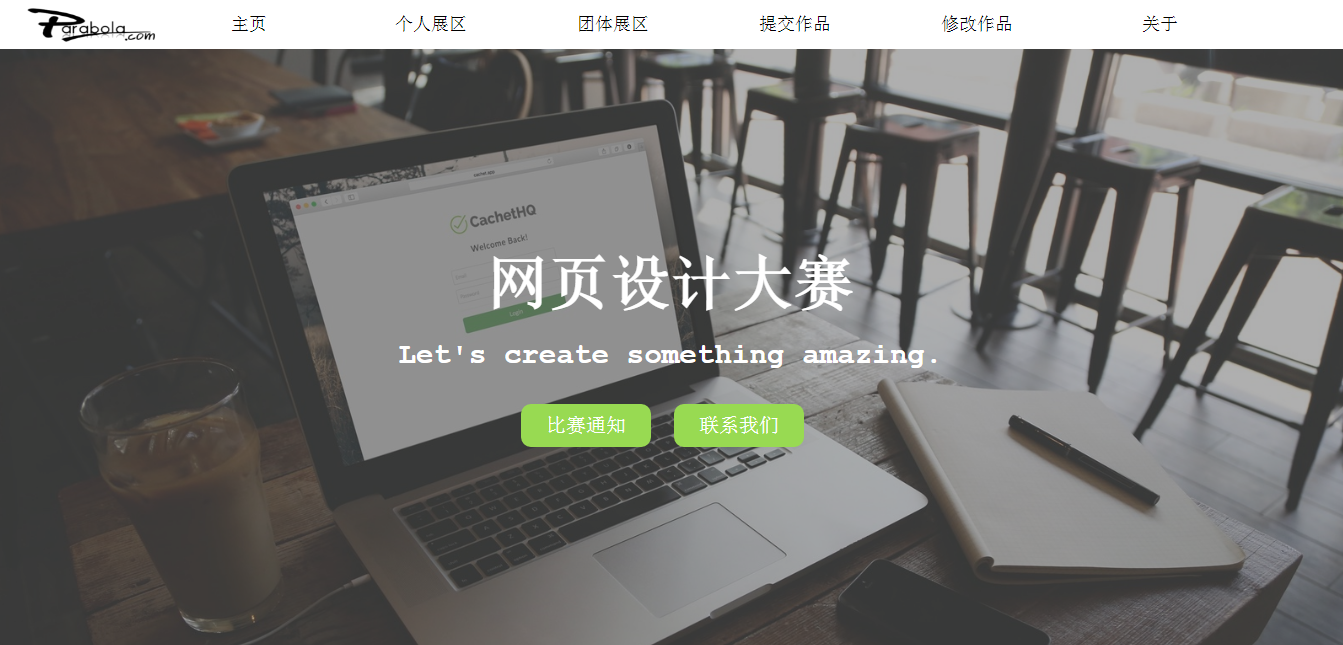 Parabola.com
主页
个人展区
团体展区
提交作品
修改作品
关于
cachet.app
CachetHQ
Welcome Back!
Login
网页设计大赛
Let's create something amazing.
比赛通知
联系我们